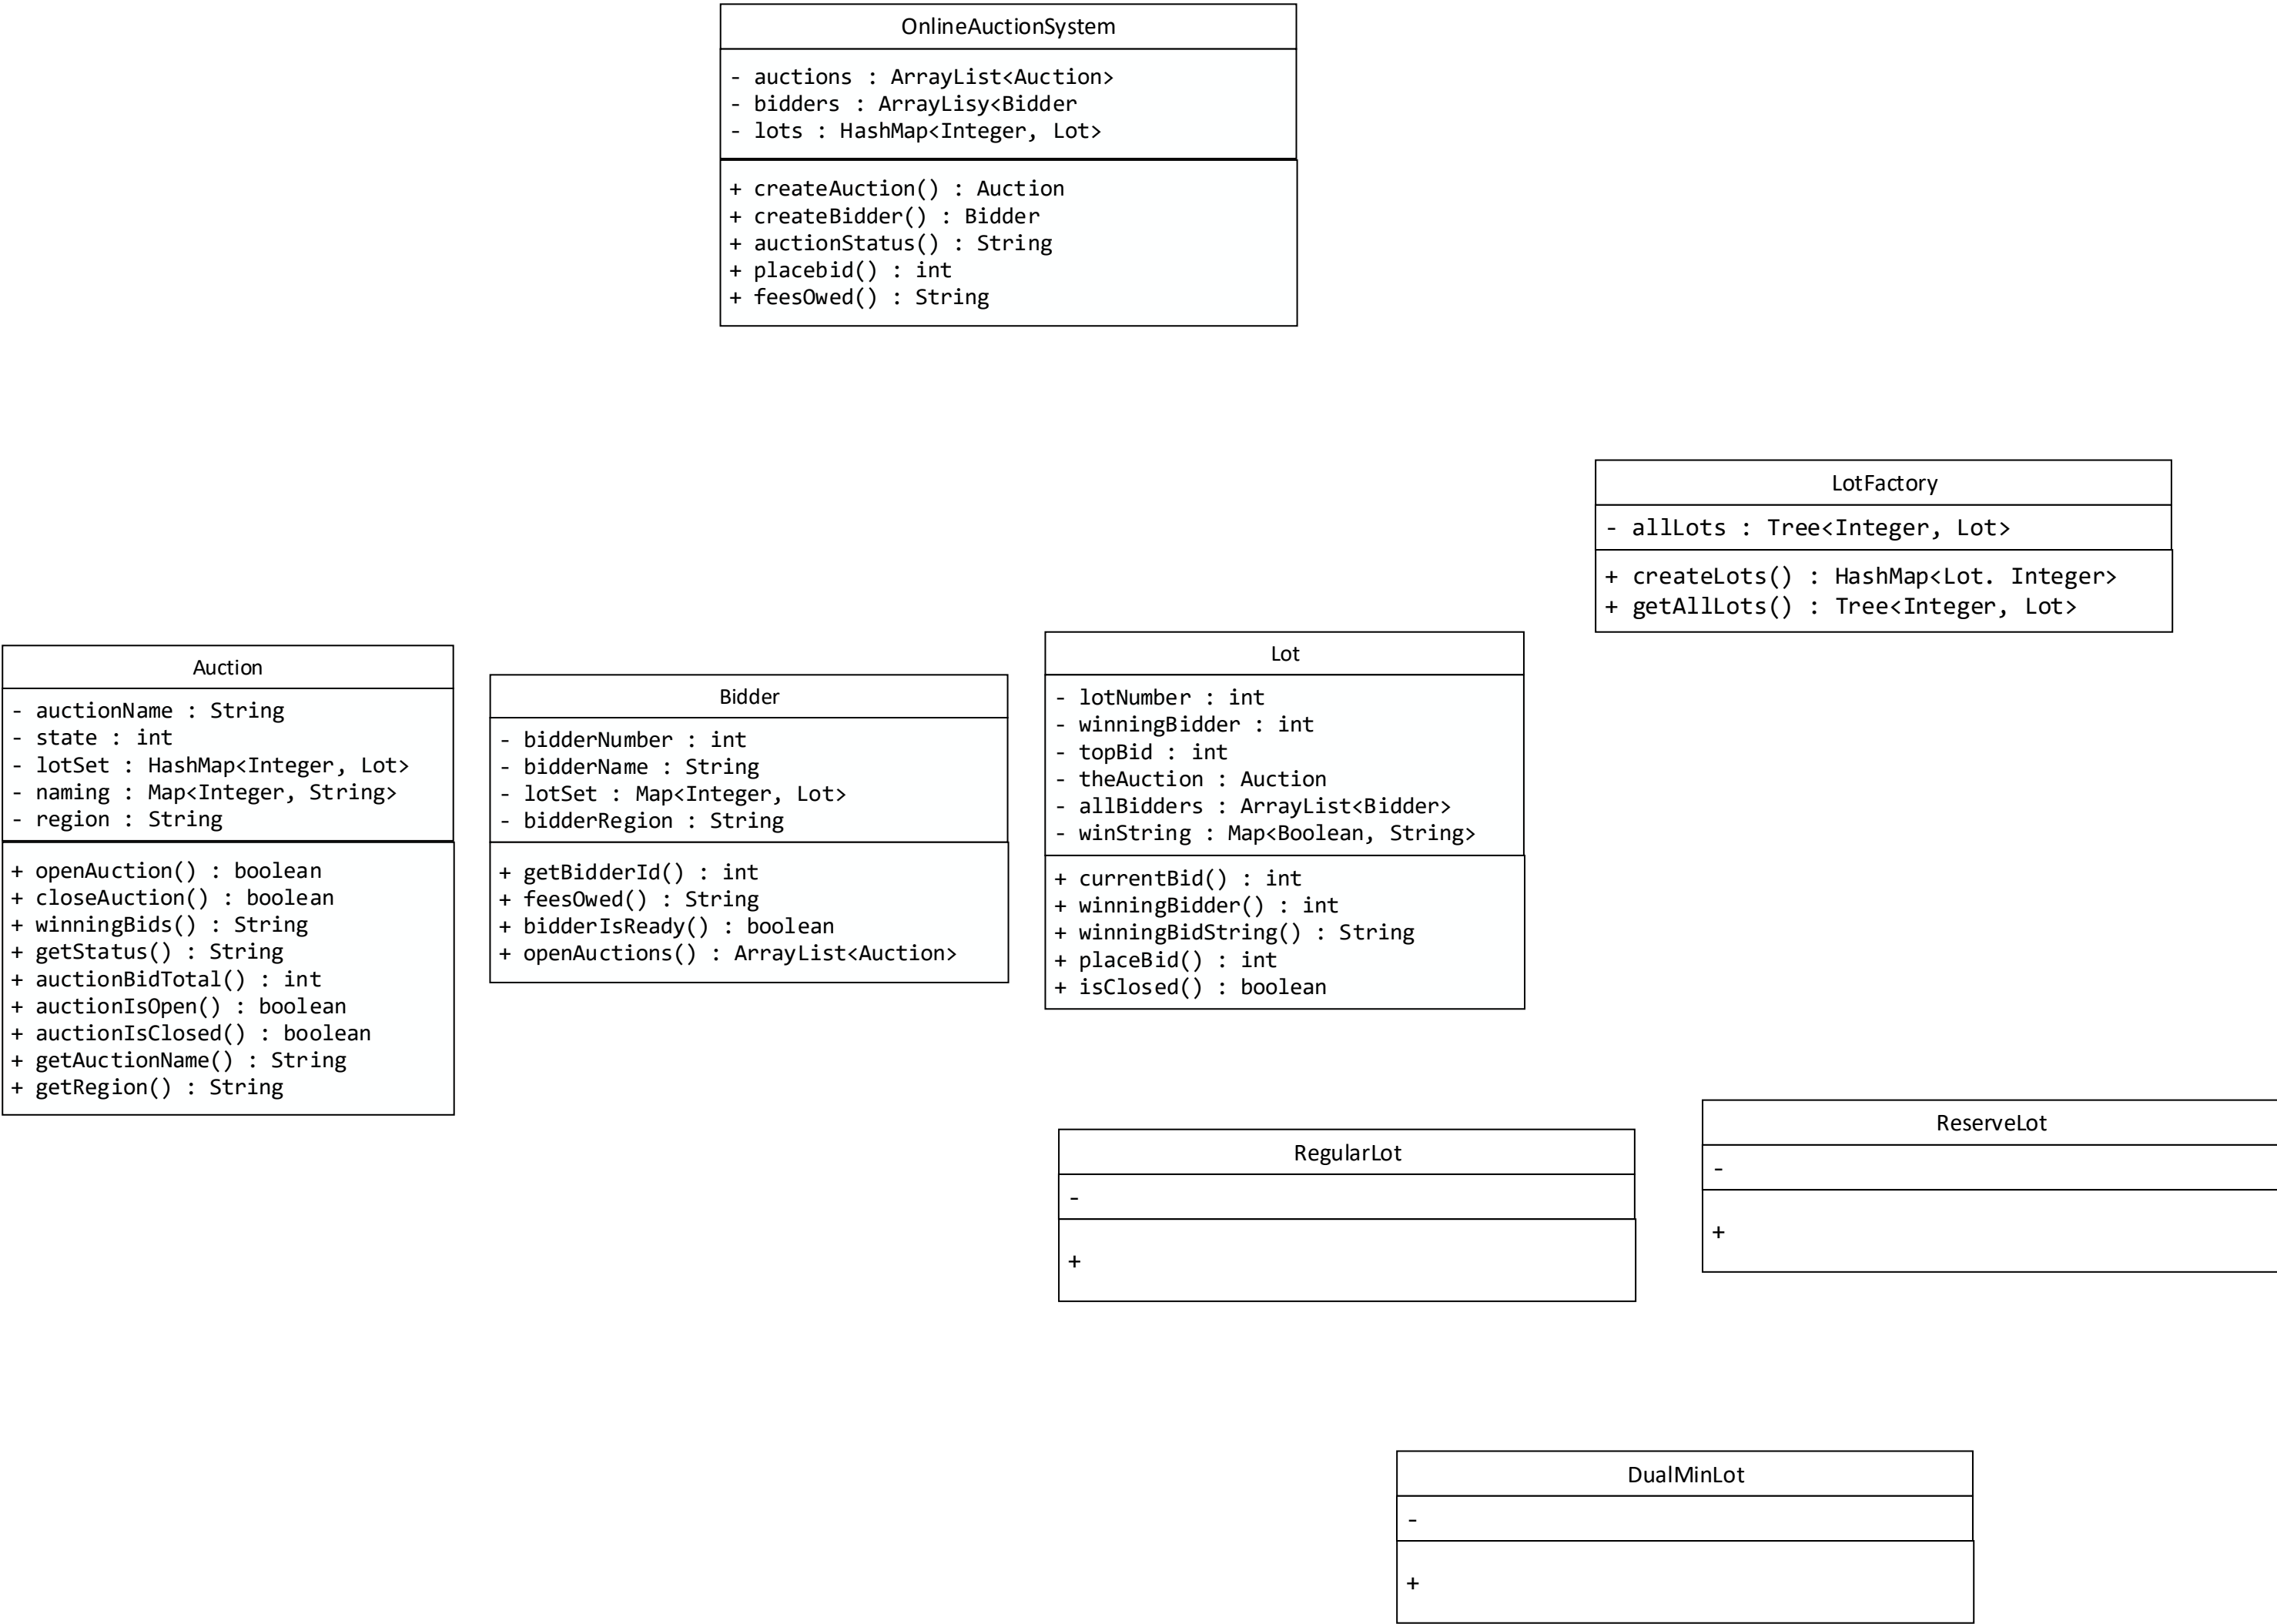 OnlineAuctionSystem
- auctions : ArrayList<Auction>
- bidders : ArrayLisy<Bidder
- lots : HashMap<Integer, Lot>
+ createAuction() : Auction
+ createBidder() : Bidder
+ auctionStatus() : String
+ placebid() : int
+ feesOwed() : String
LotFactory
- allLots : Tree<Integer, Lot>
+ createLots() : HashMap<Lot. Integer>
+ getAllLots() : Tree<Integer, Lot>
Auction
- auctionName : String
- state : int
- lotSet : HashMap<Integer, Lot>
- naming : Map<Integer, String>
- region : String
+ openAuction() : boolean
+ closeAuction() : boolean
+ winningBids() : String
+ getStatus() : String
+ auctionBidTotal() : int
+ auctionIsOpen() : boolean
+ auctionIsClosed() : boolean
+ getAuctionName() : String
+ getRegion() : String
Bidder
- bidderNumber : int
- bidderName : String
- lotSet : Map<Integer, Lot>
- bidderRegion : String
+ getBidderId() : int
+ feesOwed() : String
+ bidderIsReady() : boolean
+ openAuctions() : ArrayList<Auction>
Lot
- lotNumber : int
- winningBidder : int
- topBid : int
- theAuction : Auction
- allBidders : ArrayList<Bidder>
- winString : Map<Boolean, String>
+ currentBid() : int
+ winningBidder() : int
+ winningBidString() : String
+ placeBid() : int
+ isClosed() : boolean
RegularLot
-
+
ReserveLot
-
+
DualMinLot
-
+